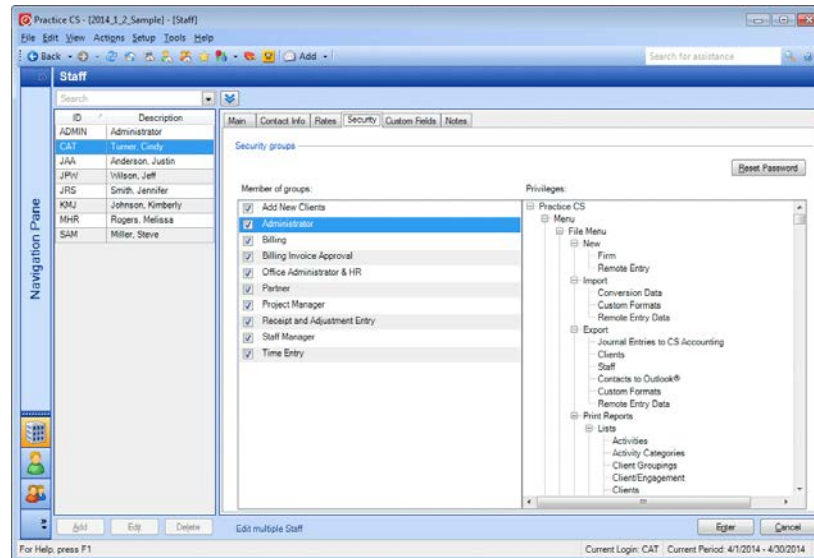 Practice CS - [2014_1_2_Sample] - [Staff]
File Edit View Actions Setup Tools Help
Back Add Search for assistance
Staff
Search
ID Description
ADMIN Administrator
CAT Turner, Cindy
JAA Anderson, Justin
JPW Wilson, Jeff
JRS Smith, Jennifer
KMJ Johnson, Kimberly
MHR Rogers, Melissa
SAM Miller, Steve
Navigation Pane
Main Contact Info Rates Security Custom Fields Notes
Security groups
Reset Password
Member of groups:
Add New Clients
Administrator
Billing
Billing Invoice Approval
Office Administrator & HR
Partner
Project Manager
Receipt and Adjustment Entry
Staff Manager
Time Entry
Privileges:
Practice CS
Menu
File Menu
New
Firm
Remote Entry
Import
Conversion Data
Custom Formats
Remote Entry Data
Export
Journal Entries to CS Accounting
Clients
Staff
Contacts to Outlook®
Custom Formats
Remote Entry Data
Print Reports
Lists
Activities
Activity Categories
Client Groupings
Client/Engagement
Clients
Add Edit Delete Edit multiple Staff Enter Cancel
For Help, press F1 Current Login: CAT Current Period: 4/1/2014 - 4/30/2014